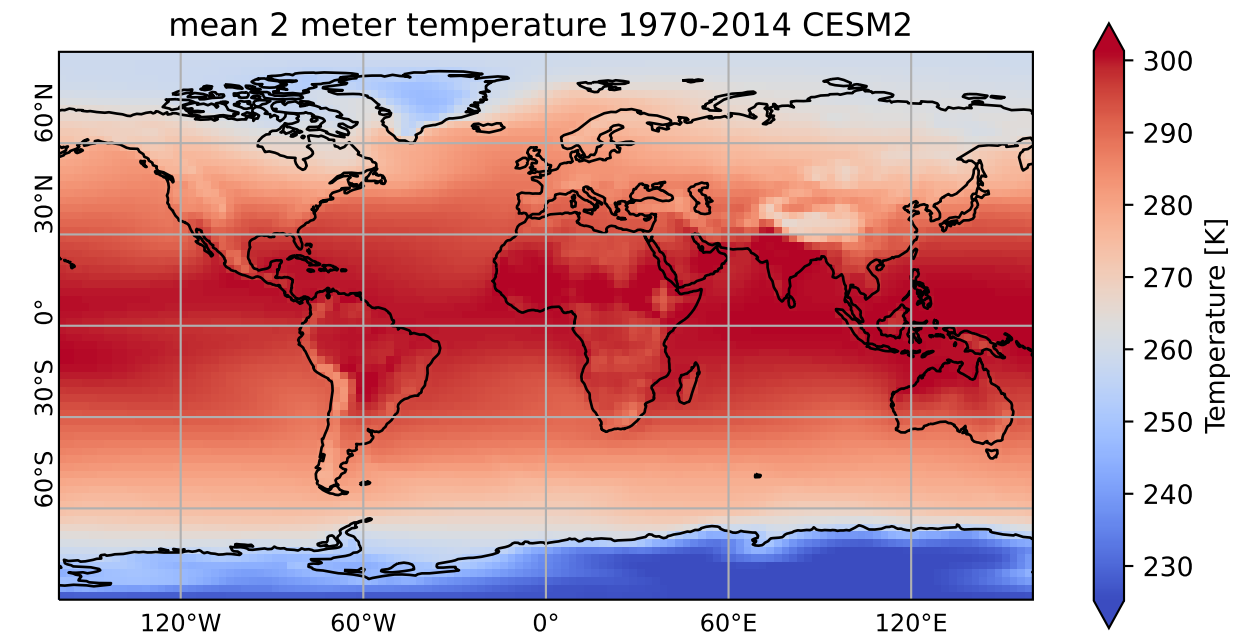 mean 2 meter temperature 1970-2014 CESM2
60°N
30°N
0°
30°S
60°S
120°W
60°W
0°
60°E
120°E
300
290
280
270
260
250
240
230
Temperature [K]